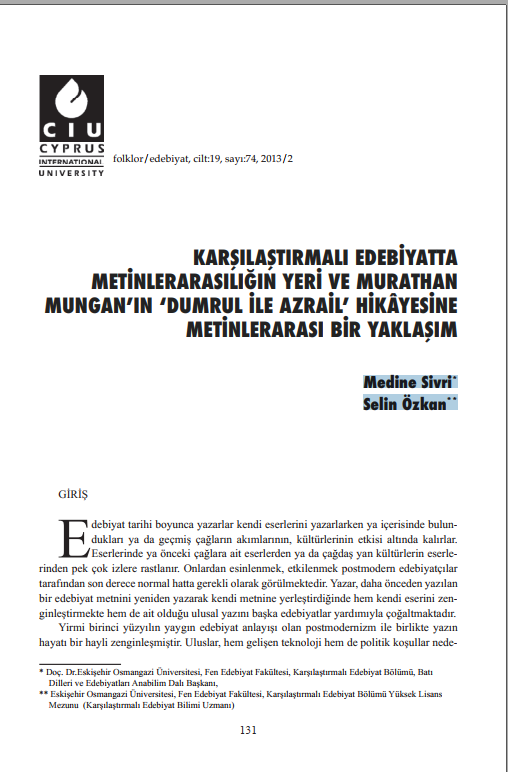 CIU
CYPRUS
INTERNATIONAL
UNIVERSITY
folklor/edebiyat, cilt:19, sayı:74, 2013/2
KARŞILAŞTIRMALI EDEBİYATTA
METİNLERARASILIĞIN YERİ VE MURATHAN
MUNGAN’IN ‘DUMRUL İLE AZRAİL’ HİKÂYESİNE
METİNLERARASI BİR YAKLAŞIM
Medine Sivri*
Selin Özkan**
GİRİŞ
Edebiyat tarihi boyunca yazarlar kendi eserlerini yazarlarken ya içerisinde bulun-
dukları ya da geçmiş çağların akımlarının, kültürlerinin etkisi altında kalırlar.
Eserlerinde ya önceki çağlara ait eserlerden ya da çağdaş yan kültürlerin eserle-
rinden pek çok izlere rastlanır. Onlardan esinlenmek, etkilenmek postmodern edebiyatçılar
tarafından son derece normal hatta gerekli olarak görülmektedir. Yazar, daha önceden yazılan
bir edebiyat metnini yeniden yazarak kendi metnine yerleştirdiğinde hem kendi eserini zen-
ginleştirmekte hem de ait olduğu ulusal yazını başka edebiyatlar yardımıyla çoğaltmaktadır.
Yirmi birinci yüzyılın yaygın edebiyat anlayışı olan postmodernizm ile birlikte yazın
hayatı bir hayli zenginleşmiştir. Uluslar, hem gelişen teknoloji hem de politik koşullar nede-
* Doç. Dr.Eskişehir Osmangazi Üniversitesi, Fen Edebiyat Fakültesi, Karşılaştırmalı Edebiyat Bölümü, Batı
Dilleri ve Edebiyatları Anabilim Dalı Başkanı,
** Eskişehir Osmangazi Üniversitesi, Fen Edebiyat Fakültesi, Karşılaştırmalı Edebiyat Bölümü Yüksek Lisans
Mezunu (Karşılaştırmalı Edebiyat Bilimi Uzmanı)
131